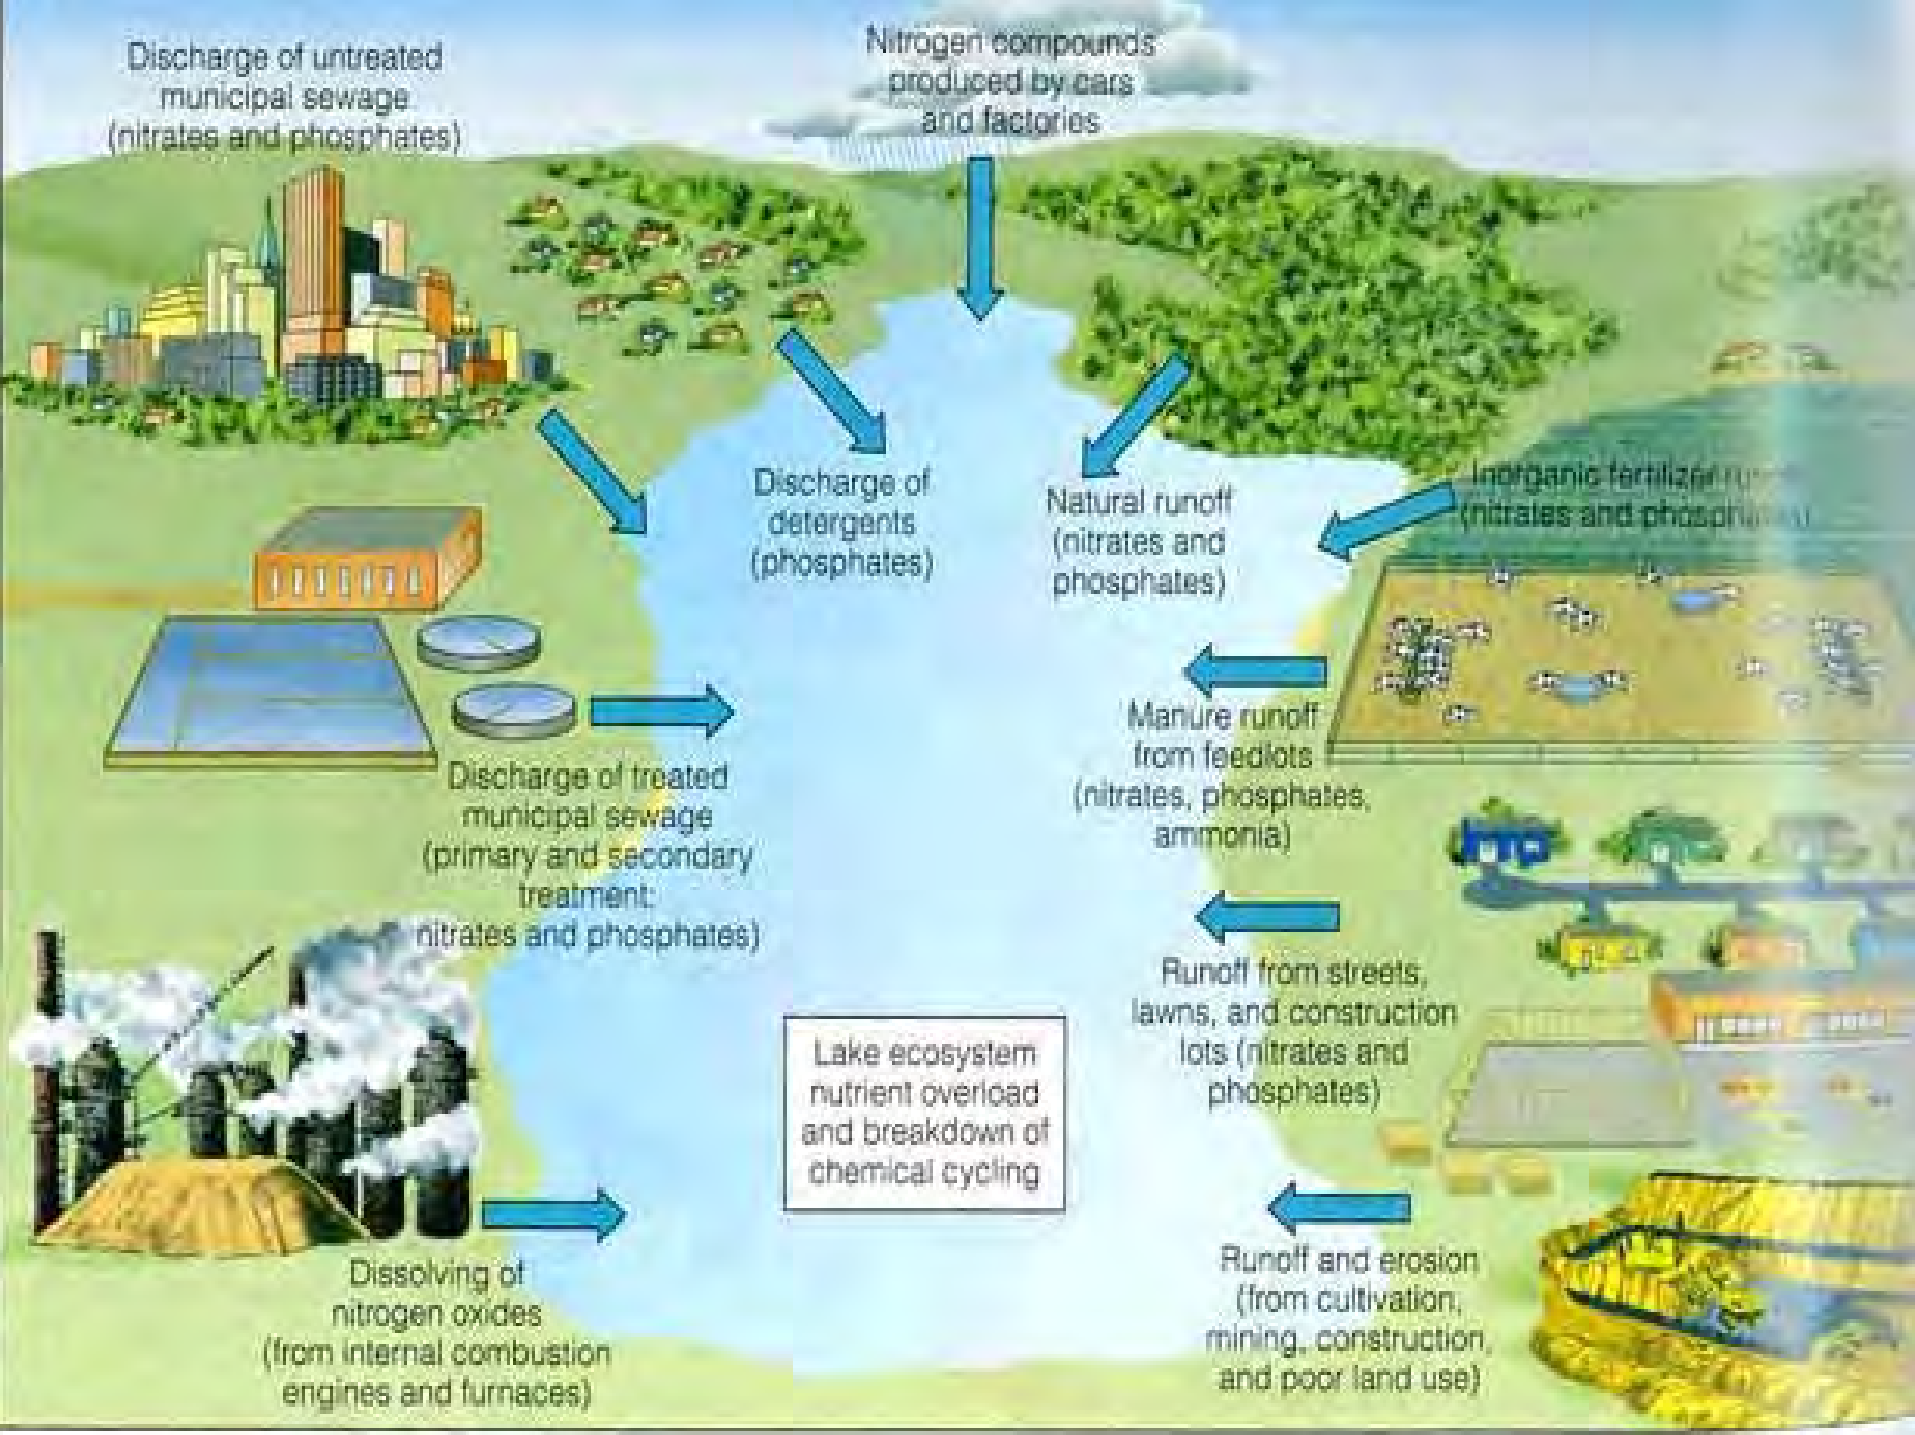 Discharge of untreated
municipal sewage
(nitrates and phosphates)
Nitrogen compounds
produced by cars
and factories
Discharge of
detergents
(phosphates)
Natural runoff
(nitrates and
phosphates)
Inorganic fertilizer
(nitrates and
Manure runoff
from feedlots
(nitrates, phosphates,
ammonia)
Discharge of treated
municipal sewage
(primary and secondary
treatment:
nitrates and phosphates)
Runoff from streets,
lawns, and construction
lots (nitrates and
phosphates)
Lake ecosystem
nutrient overload
and breakdown of
chemical cycling
Dissolving of
nitrogen oxides
(from internal combustion
engines and furnaces)
Runoff and erosion
(from cultivation,
mining, construction,
and poor land use)